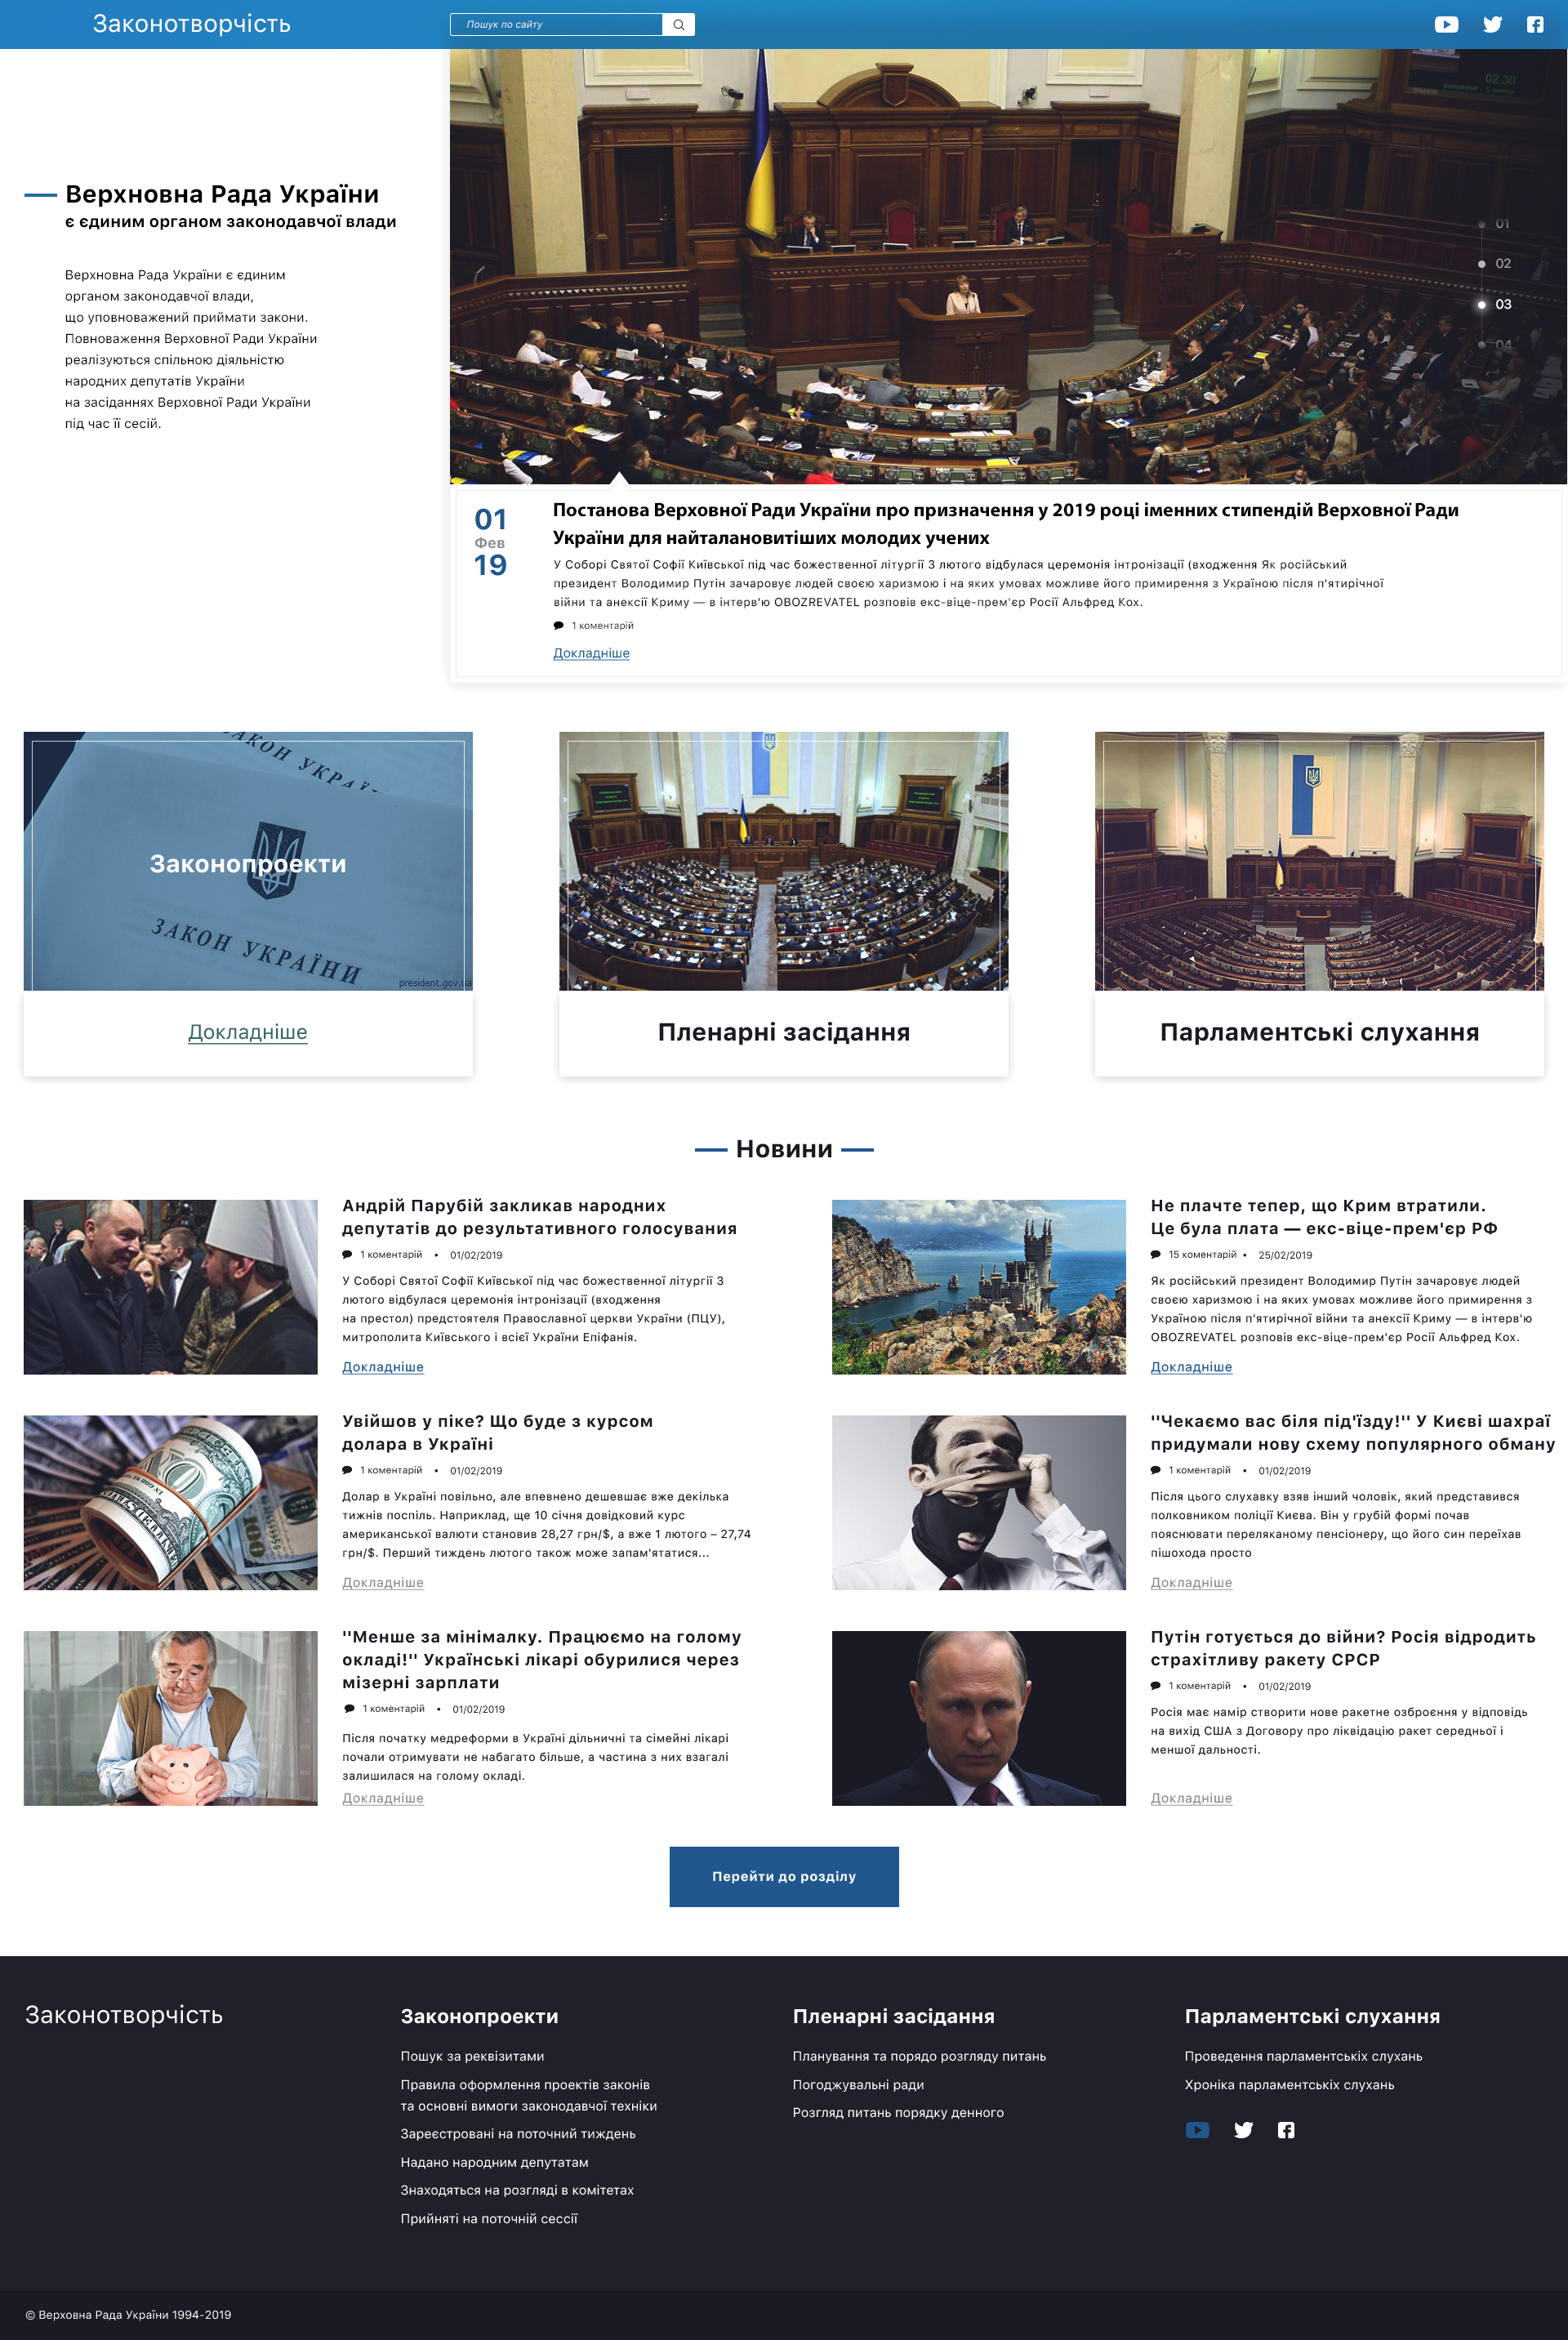 Законотворчість
Пошук по сайту
Верхновна Рада України
є єдиним органом законодавчої влади
Верхновна Рада України є єдиним
органом законодавчої влади,
що уповноважений приймати закони.
Повноваження Верховної Ради України
реалізуються спільною діяльністю
народних депутатів України
на засіданнях Верховної Ради України
під час її сесій.
02:30
01
02
03
04
01
Фев
19
Постанова Верховної Ради України про призначення у 2019 році іменних стипендій Верховної Ради
України для найталановитіших молодих учених
У Соборі Святої Софії Київської під час божественної літургії 3 лютого відбулася церемонія інтронізації (входження Як російський
президент Володимир Путін зачаровує людей своєю харизмою і на яких умовах можливе його примирення з Україною після п'ятирічної
війни та анексії Криму — в інтерв'ю OBOZREVATEL розповів екс-віце-прем'єр Росії Альфред Кох.
1 коментарій
Докладніше
ЗАКОН УКРАЇ
Законопроекти
ЗАКОН УКРАЇНИ
president.gov.ua
Докладніше
Пленарні засідання
Парламентські слухання
Новини
Андрій Парубій закликав народних
депутатів до результативного голосування
1 коментарій • 01/02/2019
У Соборі Святої Софії Київської під час божественної літургії 3
лютого відбулася церемонія інтронізації (входження
на престол) предстоятеля Православної церкви України (ПЦУ),
митрополита Київського і всієї України Епіфанія.
Докладніше
Не плачте тепер, що Крим втратили.
Це була плата — екс-віце-прем'єр РФ
15 коментарій • 25/02/2019
Як російський президент Володимир Путін зачаровує людей
своєю харизмою і на яких умовах можливе його примирення з
Україною після п'ятирічної війни та анексії Криму — в інтерв'ю
OBOZREVATEL розповів екс-віце-прем'єр Росії Альфред Кох.
Докладніше
Увійшов у піке? Що буде з курсом
долара в Україні
1 коментарій • 01/02/2019
Долар в Україні повільно, але впевнено дешевшає вже декілька
тижнів поспіль. Наприклад, ще 10 січня довідковий курс
американської валюти становив 28,27 грн/$, а вже 1 лютого – 27,74
грн/$. Перший тиждень лютого також може запам'ятатися...
Докладніше
''Чекаємо вас біля під'їзду!'' У Києві шахраї
придумали нову схему популярного обману
1 коментарій • 01/02/2019
Після цього слухавку взяв інший чоловік, який представився
полковником поліції Києва. Він у грубій формі почав
пояснювати переляканому пенсіонеру, що його син переїхав
пішохода просто
Докладніше
''Менше за мінімалку. Працюємо на голому
окладі!'' Українські лікарі обурилися через
мізерні зарплати
1 коментарій • 01/02/2019
Після початку медреформи в Україні дільничні та сімейні лікарі
почали отримувати не набагато більше, а частина з них взагалі
залишилася на голому окладі.
Докладніше
Путін готується до війни? Росія відродить
страхітливу ракету СРСР
1 коментарій • 01/02/2019
Росія має намір створити нове ракетне озброєння у відповідь
на вихід США з Договору про ліквідацію ракет середньої і
меншої дальності.
Докладніше
Перейти до розділу
Законотворчість
Законопроекти
Пошук за реквізитами
Правила оформлення проектів законів
та основні вимоги законодавчої техніки
Зареєстровані на поточний тиждень
Надано народним депутатам
Знаходяться на розгляді в комітетах
Прийняті на поточній сессії
Пленарні засідання
Планування та порядо розгляду питань
Погоджувальні ради
Розгляд питань порядку денного
Парламентські слухання
Проведення парламентскіх слухань
Хроніка парламентскіх слухань
© Верховна Рада України 1994-2019